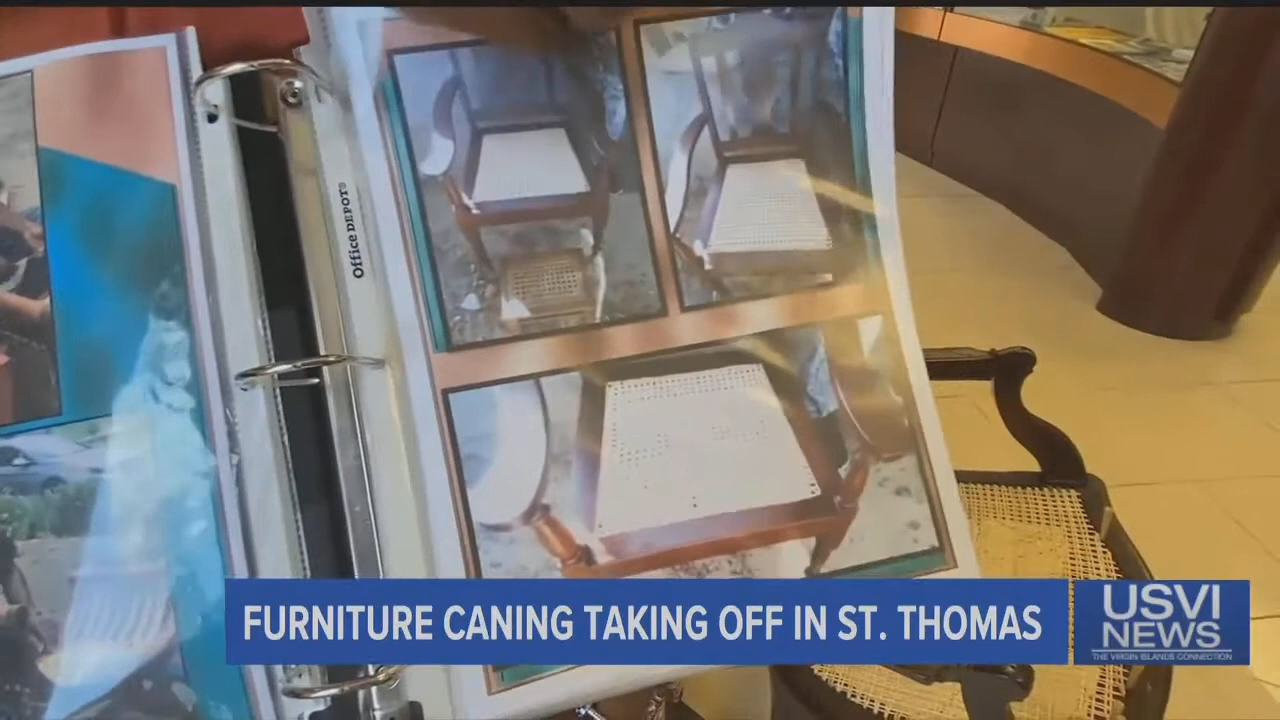 Office DEPOT®
FURNITURE CANING TAKING OFF IN ST. THOMAS
USVI
NEWS
THE VIRGIN ISLANDS CONNECTION